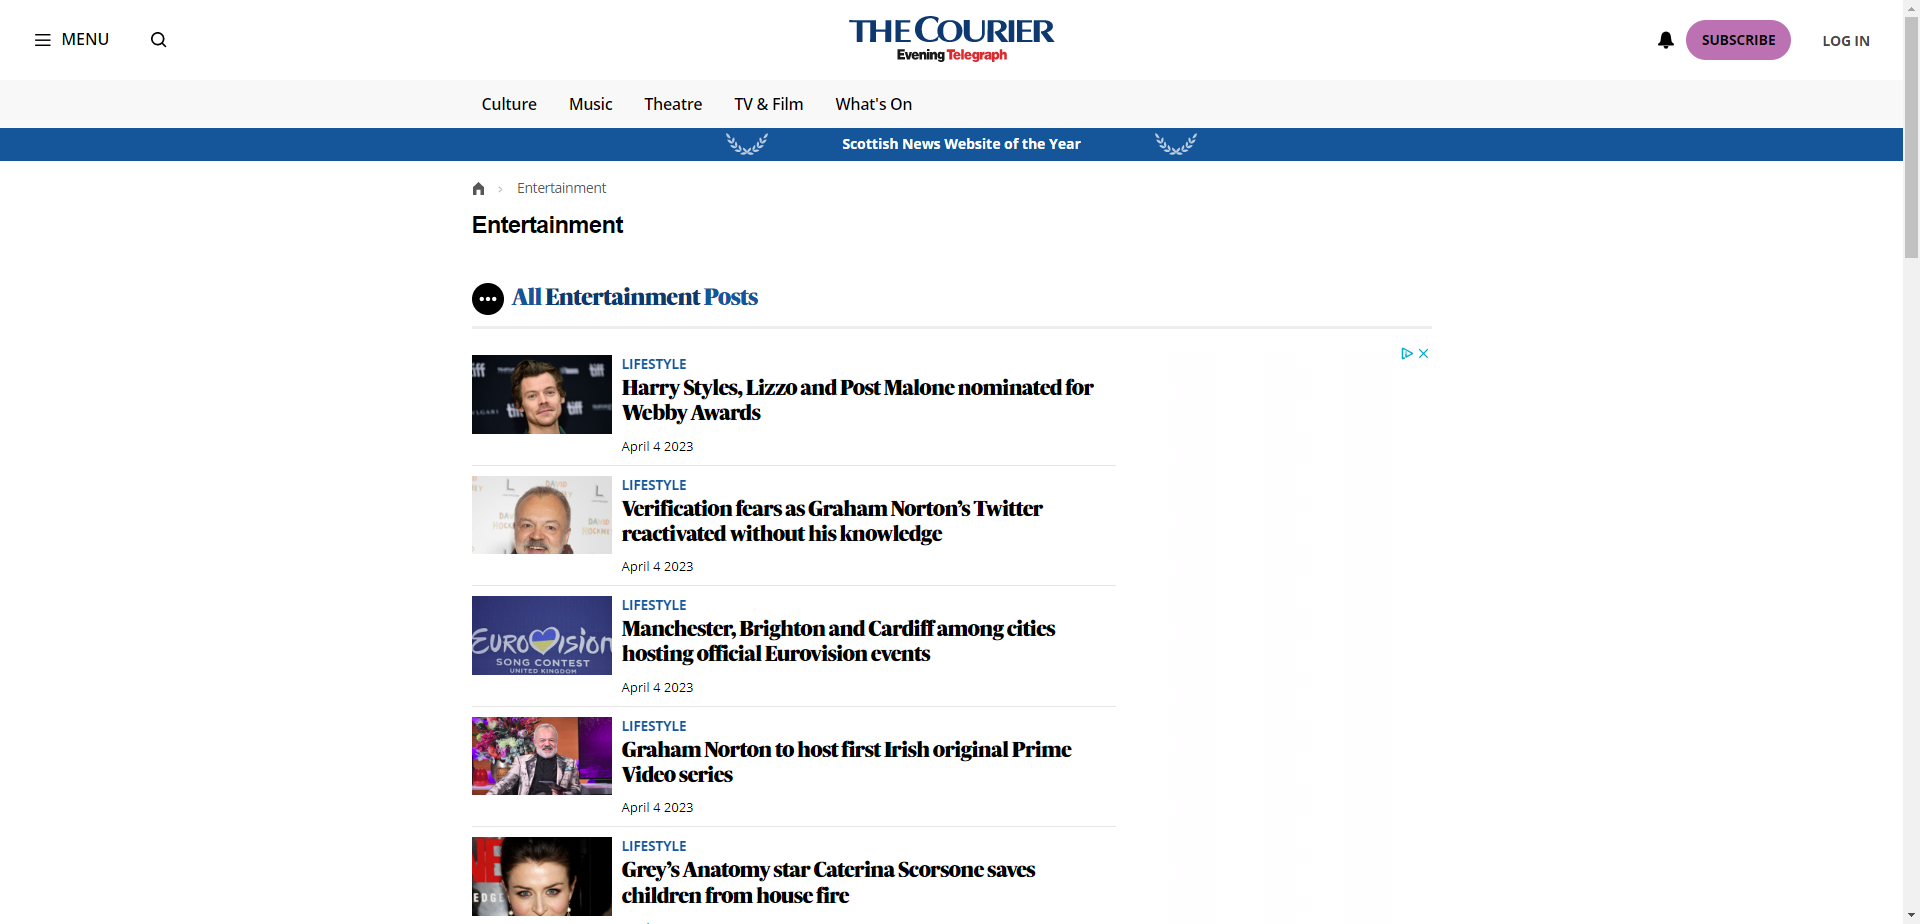 MENU
THE COURIER
Evening Telegraph
SUBSCRIBE
LOG IN
Culture
Music
Theatre
TV & Film
What's On
Scottish News Website of the Year
Entertainment
Entertainment
All Entertainment Posts
LIFESTYLE
Harry Styles, Lizzo and Post Malone nominated for
Webby Awards
April 4 2023
LIFESTYLE
Verification fears as Graham Norton’s Twitter
reactivated without his knowledge
April 4 2023
EUROVISION
SONG CONTEST
UNITED KINGDOM
LIFESTYLE
Manchester, Brighton and Cardiff among cities
hosting official Eurovision events
April 4 2023
LIFESTYLE
Graham Norton to host first Irish original Prime
Video series
April 4 2023
LIFESTYLE
Grey’s Anatomy star Caterina Scorsone saves
children from house fire